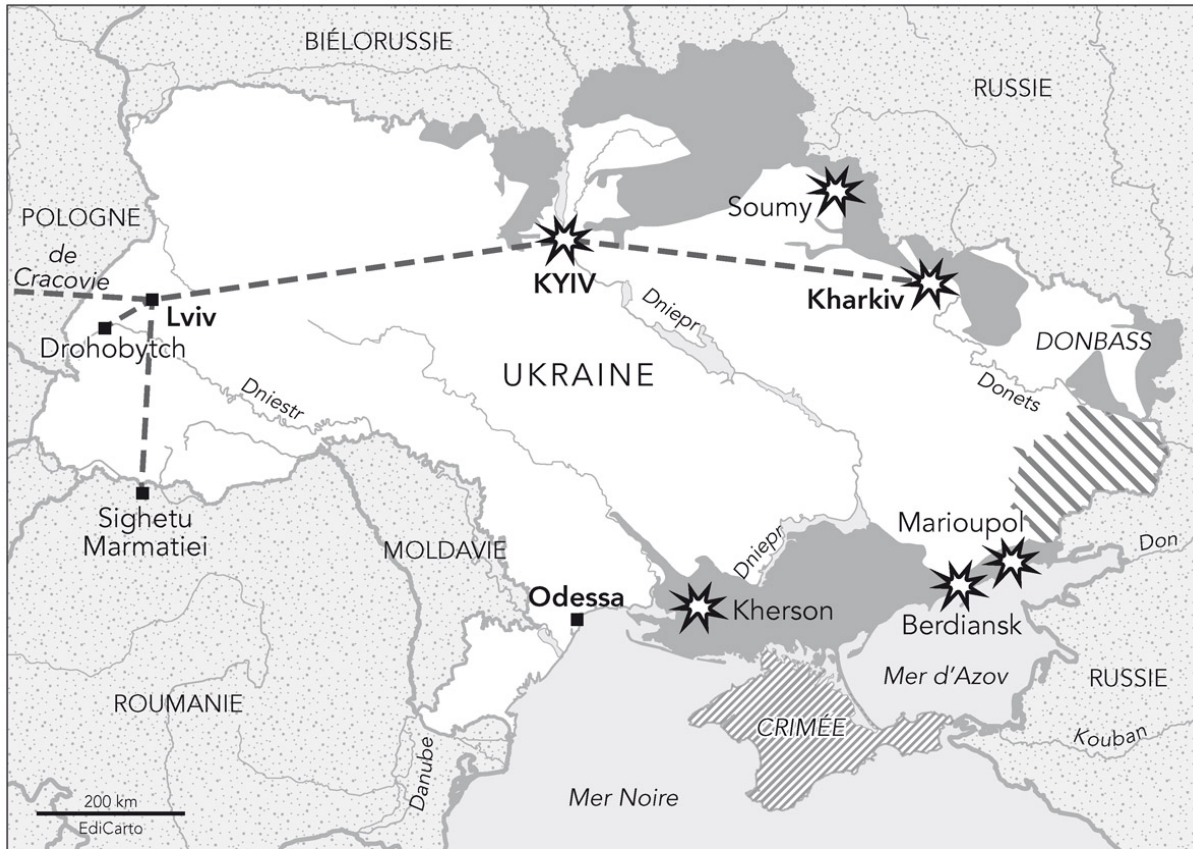 BIÉLORUSSIE
RUSSIE
POLOGNE
de
Cracovie
Soumy
KYIV
Kharkiv
Lviv
Drohobytch
Dniepr
DONBASS
UKRAINE
Donets
Dniestr
Sighetu
Marmatiei
MOLDAVIE
Marioupol
Dniepr
Don
Odessa
Kherson
Berdiansk
Mer d'Azov
RUSSIE
ROUMANIE
CRIMÉE
Kouban
Danube
Mer Noire
200 km
EdiCarto